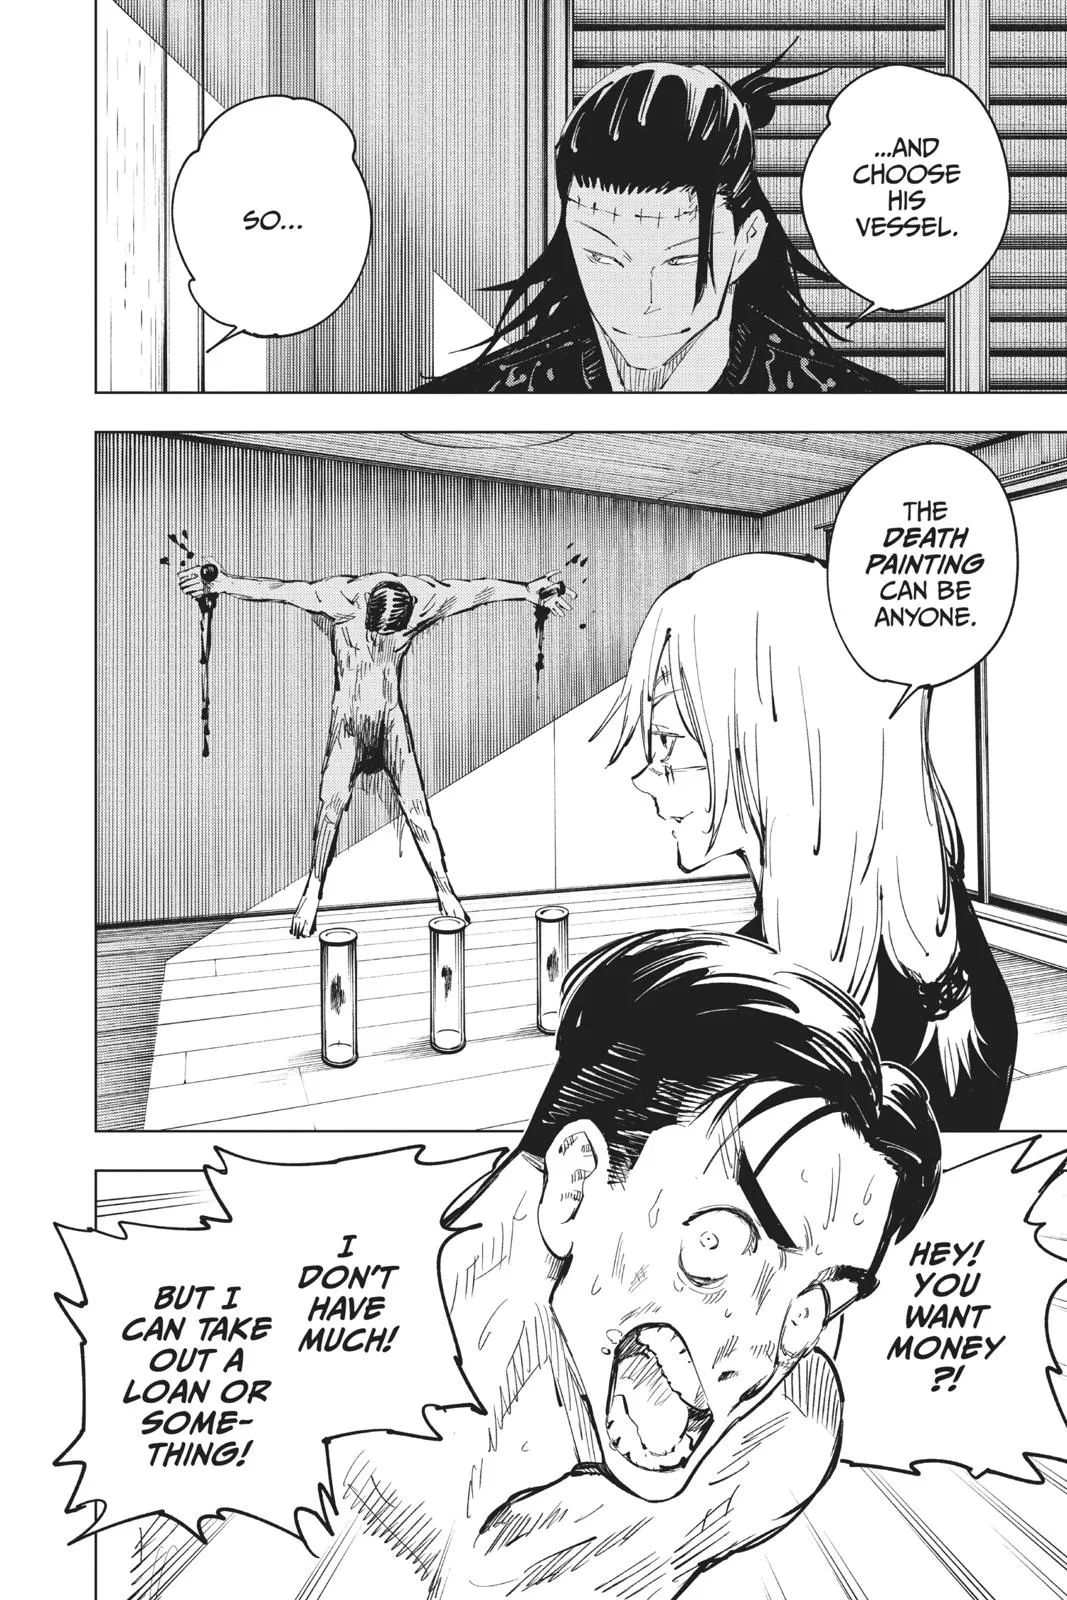 ...AND
CHOOSE
HIS
VESSEL.
SO...
THE
DEATH
PAINTING
CAN BE
ANYONE.
HEY!
YOU
WANT
MONEY
?!
I
DON'T
HAVE
MUCH!
BUT I
CAN TAKE
OUT A
LOAN OR
SOME-
THING!